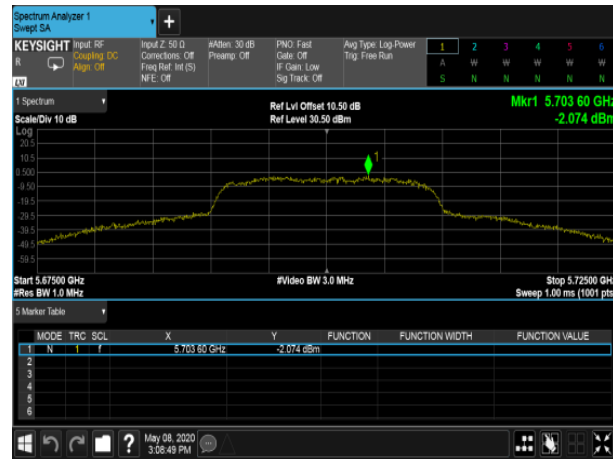 Spectrum Analyzer 1
Swept SA
+
KEYSIGHT Input: RF Input Z: 50 Ω #Atten: 30 dB PNO: Fast Avg Type: Log-Power 1 2 3 4 5 6
R Coupling: DC Corrections: Off Preamp: Off Gate: Off Trig: Free Run A W W W W W
Align: Off Freq Ref: Int (S) IF Gain: Low S N N N N N
LXI NFE: Off Sig Track: Off
1 Spectrum Ref Lvl Offset 10.50 dB Mkr1 5.703 60 GHz
Scale/Div 10 dB Ref Level 30.50 dBm -2.074 dBm
Log
20.5
10.5
0.500
-9.50
-19.5
-29.5
-39.5
-49.5
-59.5
1
Start 5.67500 GHz #Video BW 3.0 MHz Stop 5.72500 GHz
#Res BW 1.0 MHz Sweep 1.00 ms (1001 pts)
5 Marker Table
MODE TRC SCL X Y FUNCTION FUNCTION WIDTH FUNCTION VALUE
1 N 1 f 5.703 60 GHz -2.074 dBm
2
3
4
5
6
? May 08, 2020
3:08:49 PM